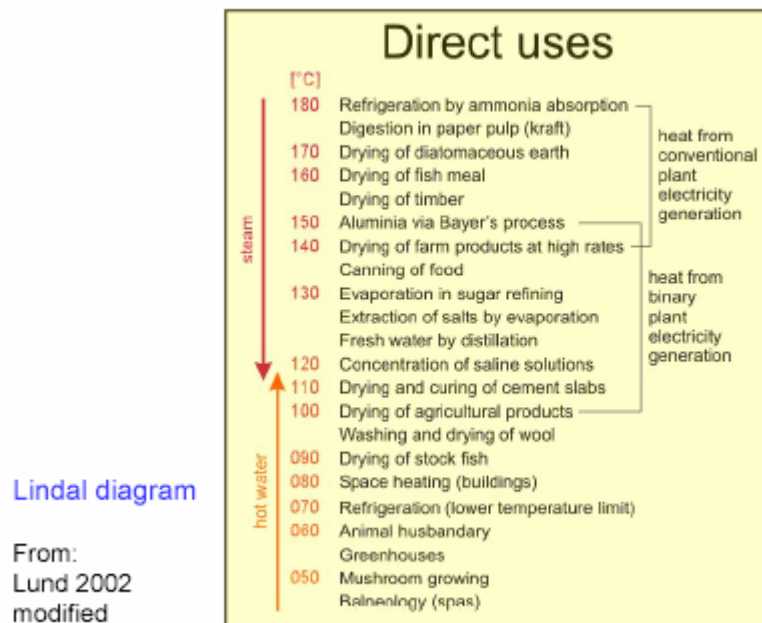 Direct uses
[°C]
180 Refrigeration by ammonia absorption
Digestion in paper pulp (kraft)
170 Drying of diatomaceous earth
160 Drying of fish meal
Drying of timber
150 Aluminia via Bayer's process
140 Drying of farm products at high rates
Canning of food
130 Evaporation in sugar refining
Extraction of salts by evaporation
Fresh water by distillation
120 Concentration of saline solutions
110 Drying and curing of cement slabs
100 Drying of agricultural products
Washing and drying of wool
090 Drying of stock fish
080 Space heating (buildings)
070 Refrigeration (lower temperature limit)
060 Animal husbandary
Greenhouses
050 Mushroom growing
Balneology (spas)
heat from
conventional
plant
electricity
generation
heat from
binary
plant
electricity
generation
steam
hot water
Lindal diagram
From:
Lund 2002
modified